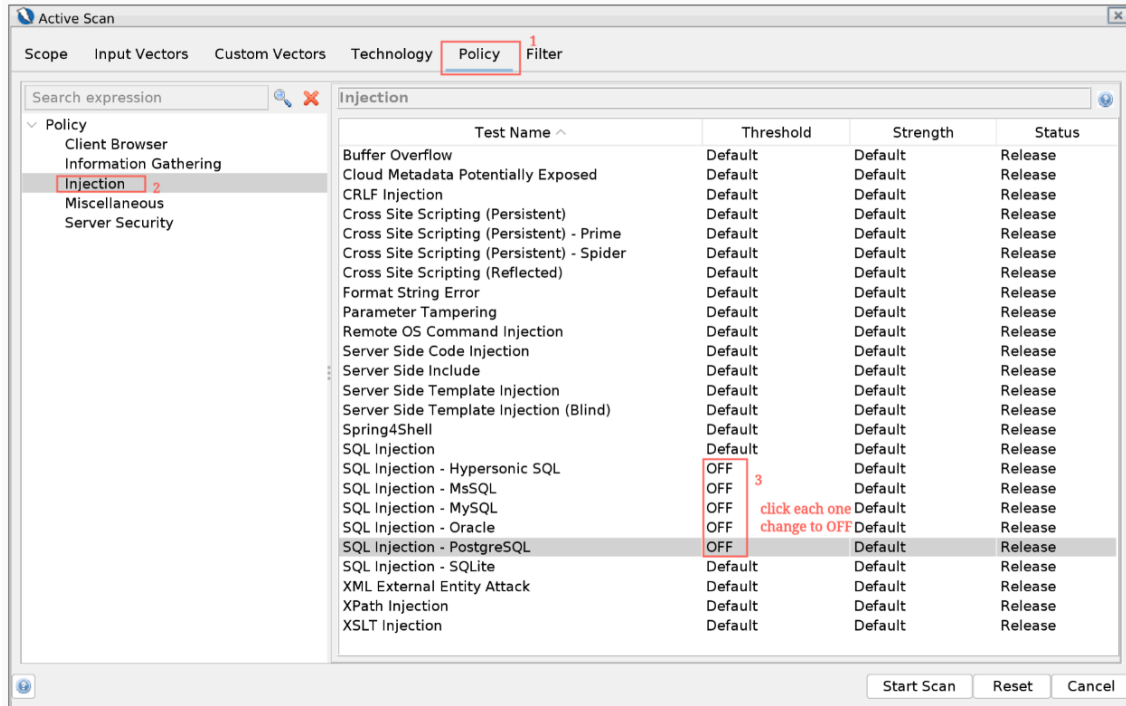 Active Scan
1
Scope Input Vectors Custom Vectors Technology Policy Filter
Search expression
Policy
Client Browser
Information Gathering
Injection 2
Miscellaneous
Server Security
Injection
Test Name Threshold Strength Status
Buffer Overflow Default Default Release
Cloud Metadata Potentially Exposed Default Default Release
CRLF Injection Default Default Release
Cross Site Scripting (Persistent) Default Default Release
Cross Site Scripting (Persistent) - Prime Default Default Release
Cross Site Scripting (Persistent) - Spider Default Default Release
Cross Site Scripting (Reflected) Default Default Release
Format String Error Default Default Release
Parameter Tampering Default Default Release
Remote OS Command Injection Default Default Release
Server Side Code Injection Default Default Release
Server Side Include Default Default Release
Server Side Template Injection Default Default Release
Server Side Template Injection (Blind) Default Default Release
Spring4Shell Default Default Release
SQL Injection Default Default Release
SQL Injection - Hypersonic SQL OFF Default Release
3
SQL Injection - MsSQL OFF Default Release
SQL Injection - MySQL OFF click each one Default Release
SQL Injection - Oracle OFF change to OFF Default Release
SQL Injection - PostgreSQL OFF Default Release
SQL Injection - SQLite Default Default Release
XML External Entity Attack Default Default Release
XPath Injection Default Default Release
XSLT Injection Default Default Release
Start Scan Reset Cancel